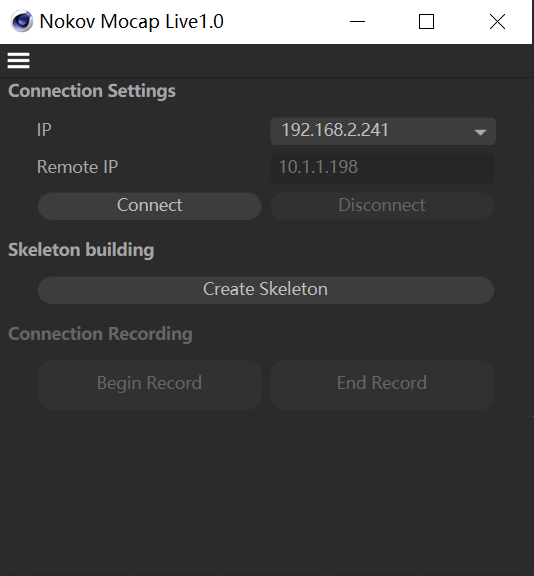 Nokov Mocap Live1.0
Connection Settings
IP 192.168.2.241
Remote IP 10.1.1.198
Connect Disconnect
Skeleton building
Create Skeleton
Connection Recording
Begin Record End Record